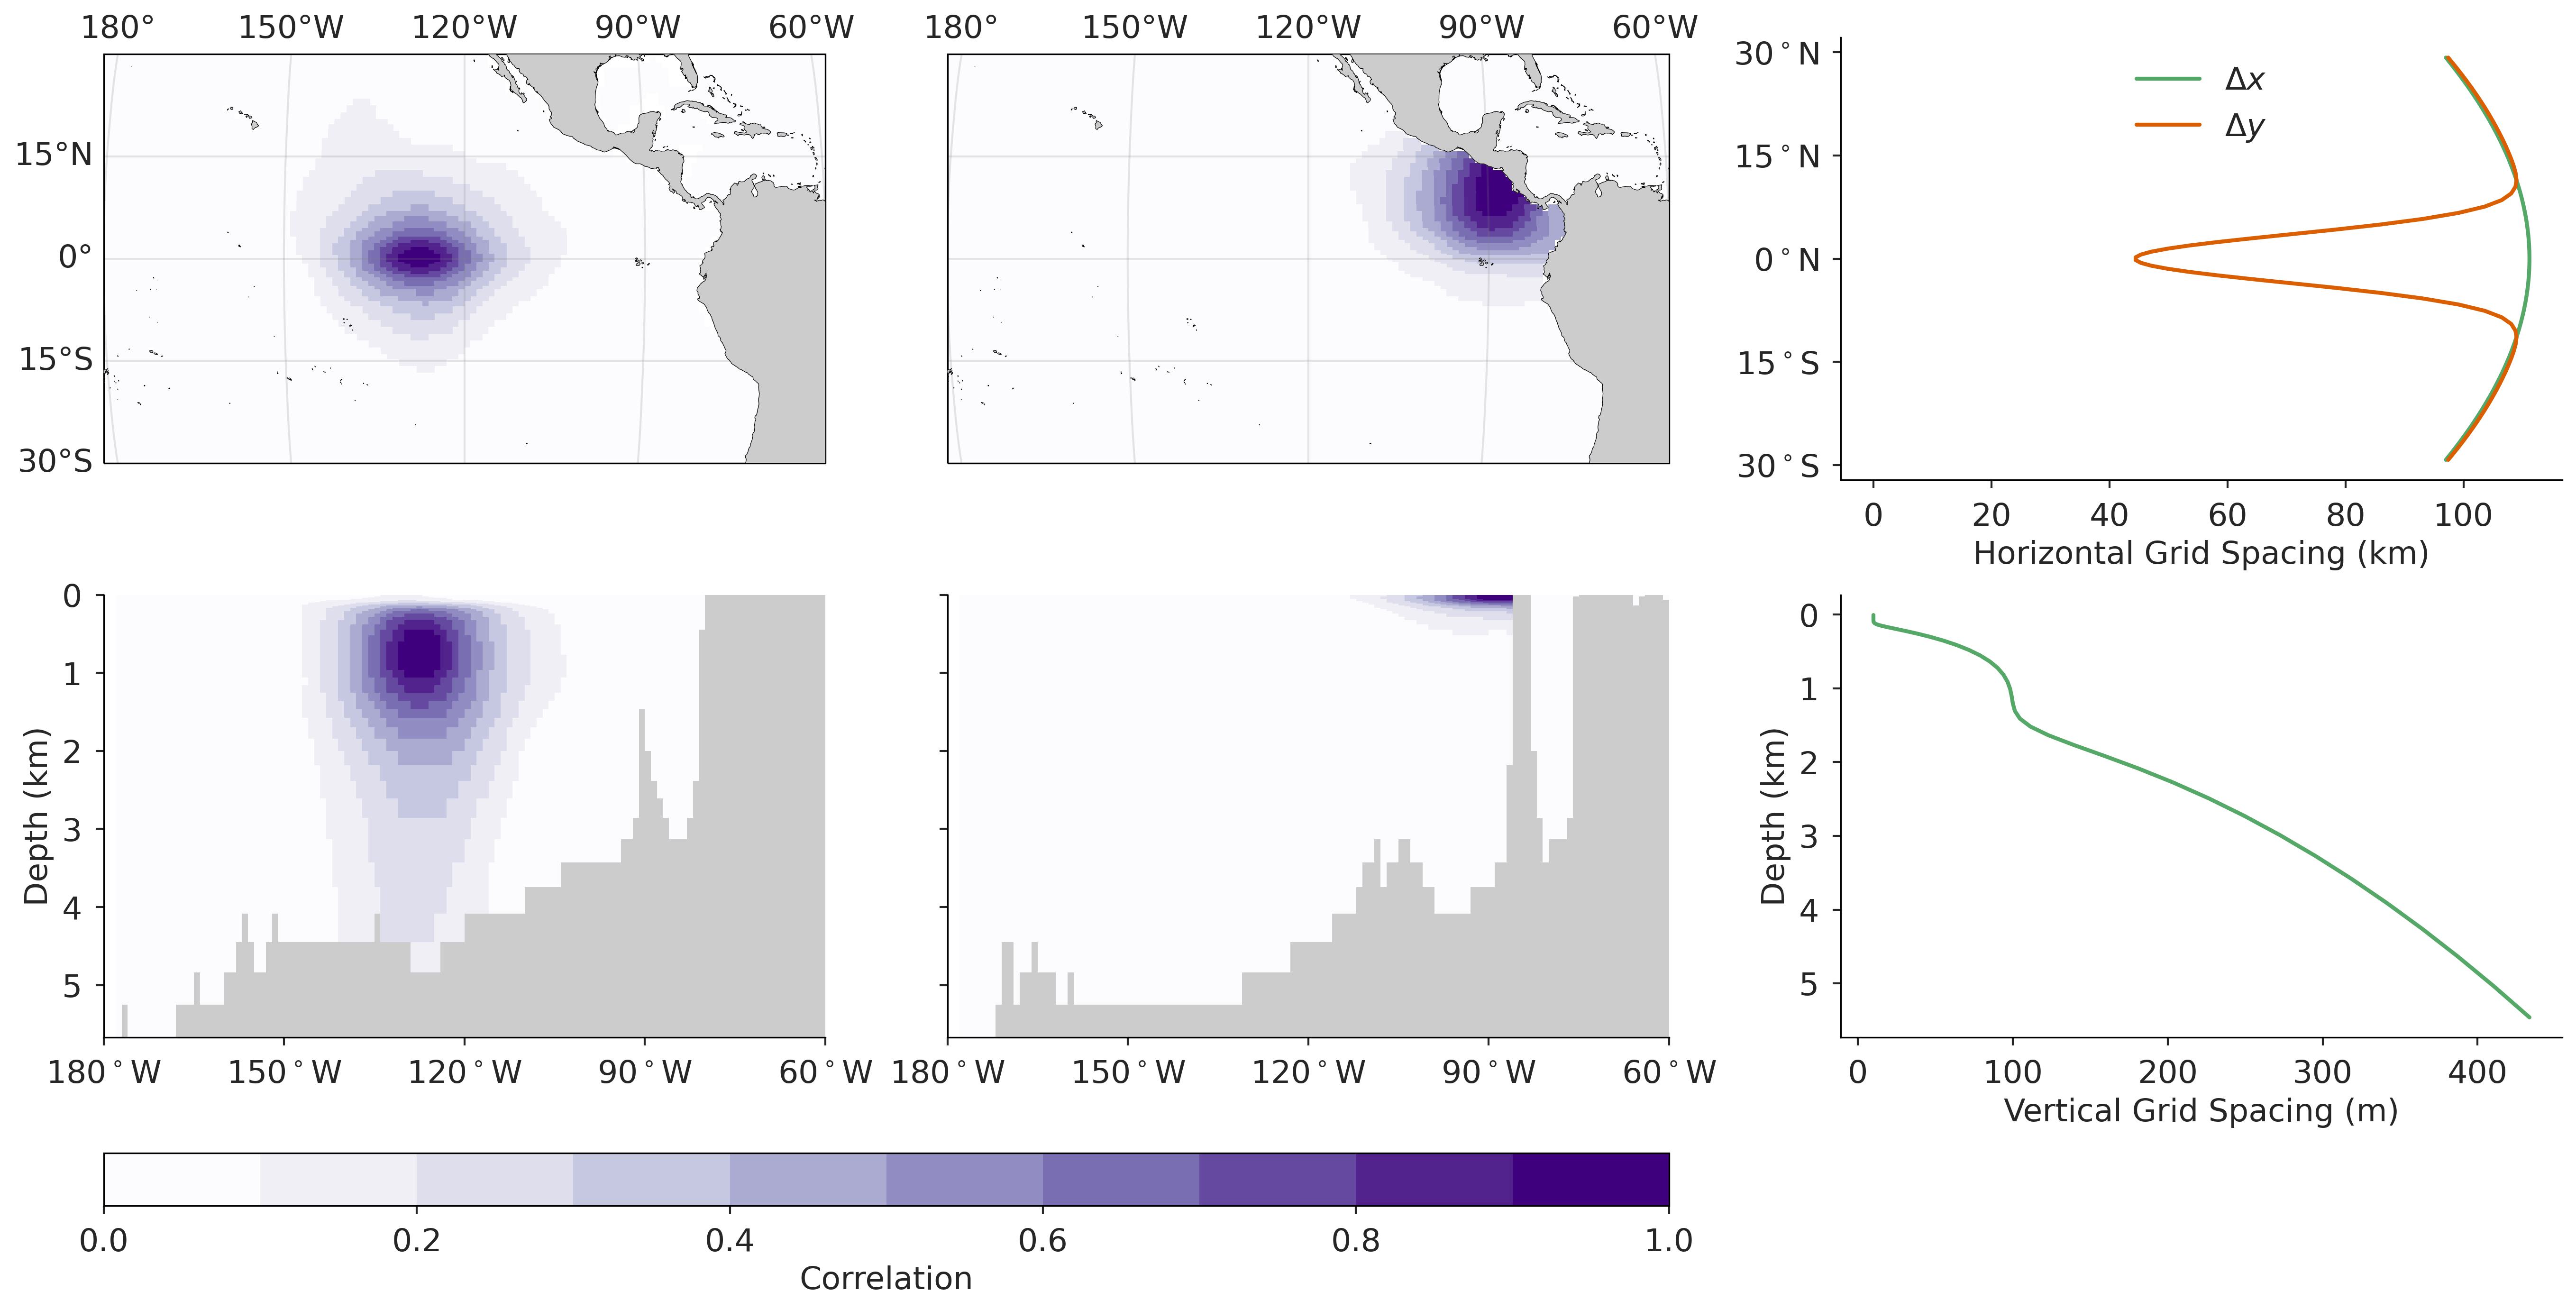 180° 150°W 120°W 90°W 60°W
180° 150°W 120°W 90°W 60°W
15°N
0°
15°S
30°S
30°N
15°N
0°N
15°S
30°S
Δx
Δy
0 20 40 60 80 100
Horizontal Grid Spacing (km)
0
1
2
3
4
5
Depth (km)
180°W 150°W 120°W 90°W 60°W
180°W 150°W 120°W 90°W 60°W
0
1
2
3
4
5
Depth (km)
0 100 200 300 400
Vertical Grid Spacing (m)
0.0 0.2 0.4 0.6 0.8 1.0
Correlation